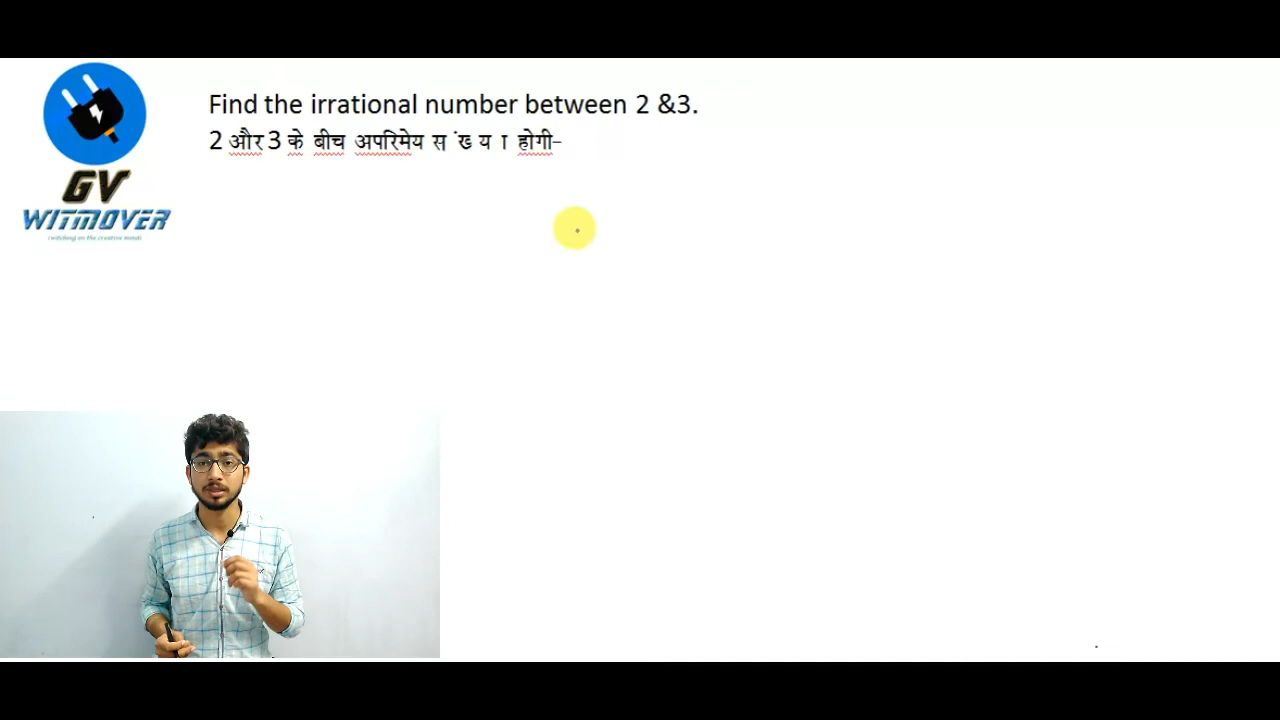 Find the irrational number between 2 &3.
2 और 3 के बीच अपरिमेय स ंख य ा होगी-
GV
WITMOVER